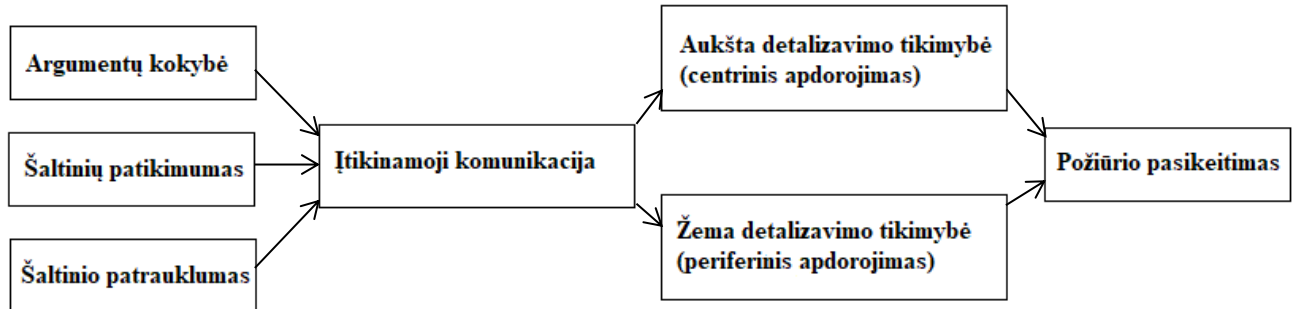 Argumentų kokybė
Šaltinių patikimumas
Šaltinio patrauklumas
Įtikinamoji komunikacija
Aukšta detalizavimo tikimybė
(centrinis apdorojimas)
Žema detalizavimo tikimybė
(periferinis apdorojimas)
Požiūrio pasikeitimas